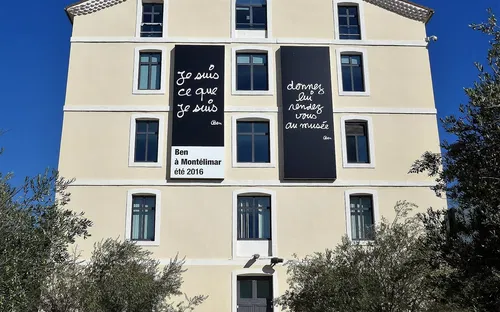 Je suis
ce que
je suis
Ben
Ben
à Montélimar
été 2016
donnez
lui
rendez
vous
au musée
Ben